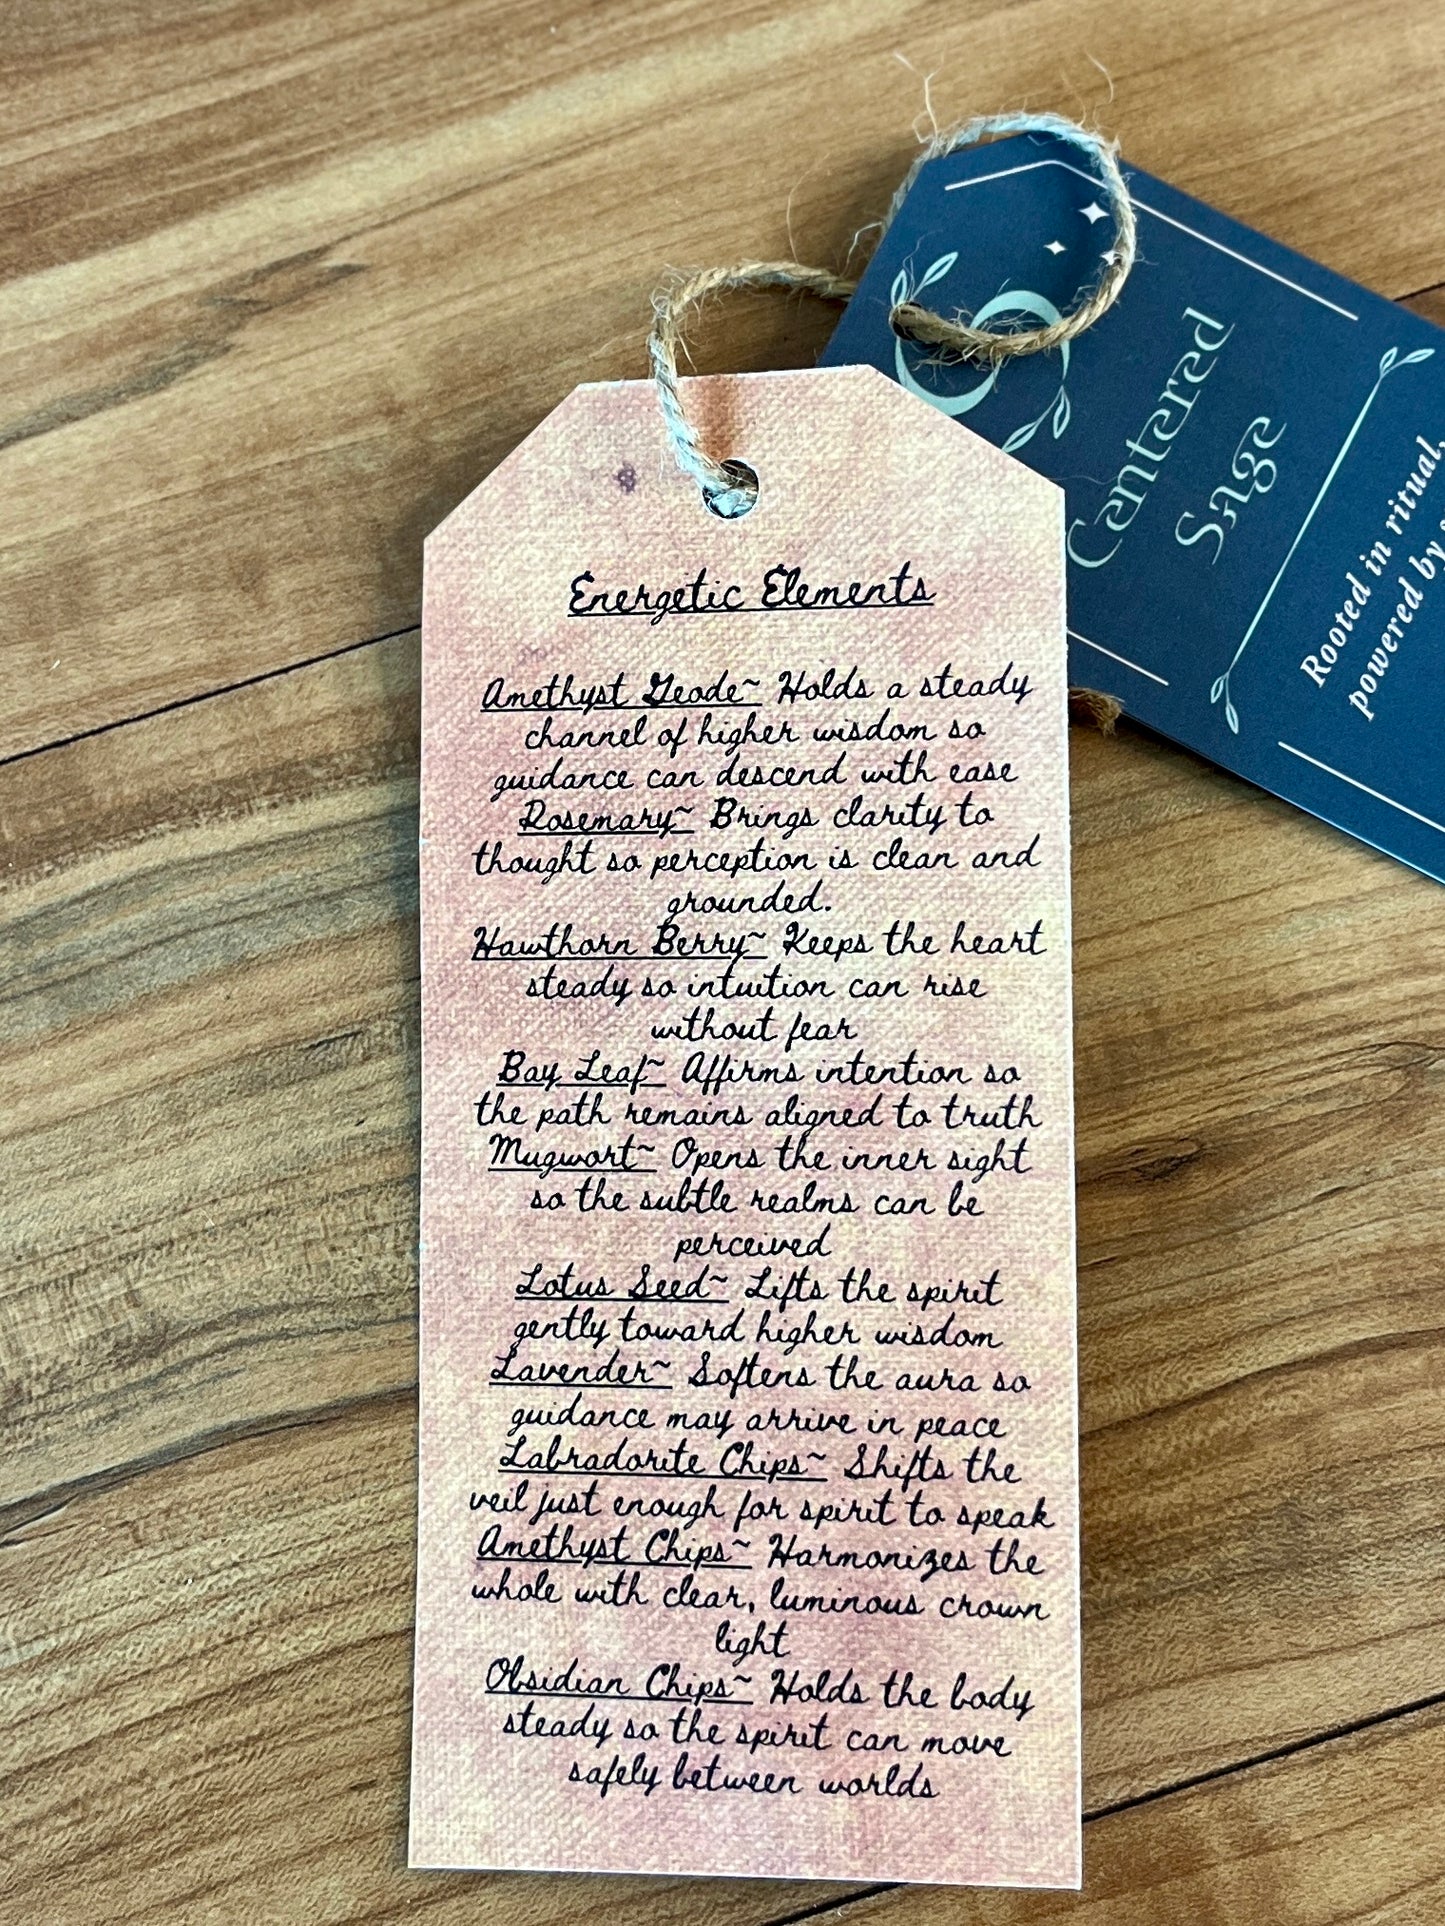 Centered
Sage
Rooted in ritual,
powered by
Energetic Elements
Amethyst Geode~ Holds a steady
channel of higher wisdom so
guidance can descend with ease
Rosemary~ Brings clarity to
thought so perception is clean and
grounded.
Hawthorn Berry~ Keeps the heart
steady so intuition can rise
without fear
Bay Leaf~ Affirms intention so
the path remains aligned to truth
Mugwort~ Opens the inner sight
so the subtle realms can be
perceived
Lotus Seed~ Lifts the spirit
gently toward higher wisdom
Lavender~ Softens the aura so
guidance may arrive in peace
Labradorite Chips~ Shifts the
veil just enough for spirit to speak
Amethyst Chips~ Harmonizes the
whole with clear, luminous crown
light
Obsidian Chips~ Holds the body
steady so the spirit can move
safely between worlds